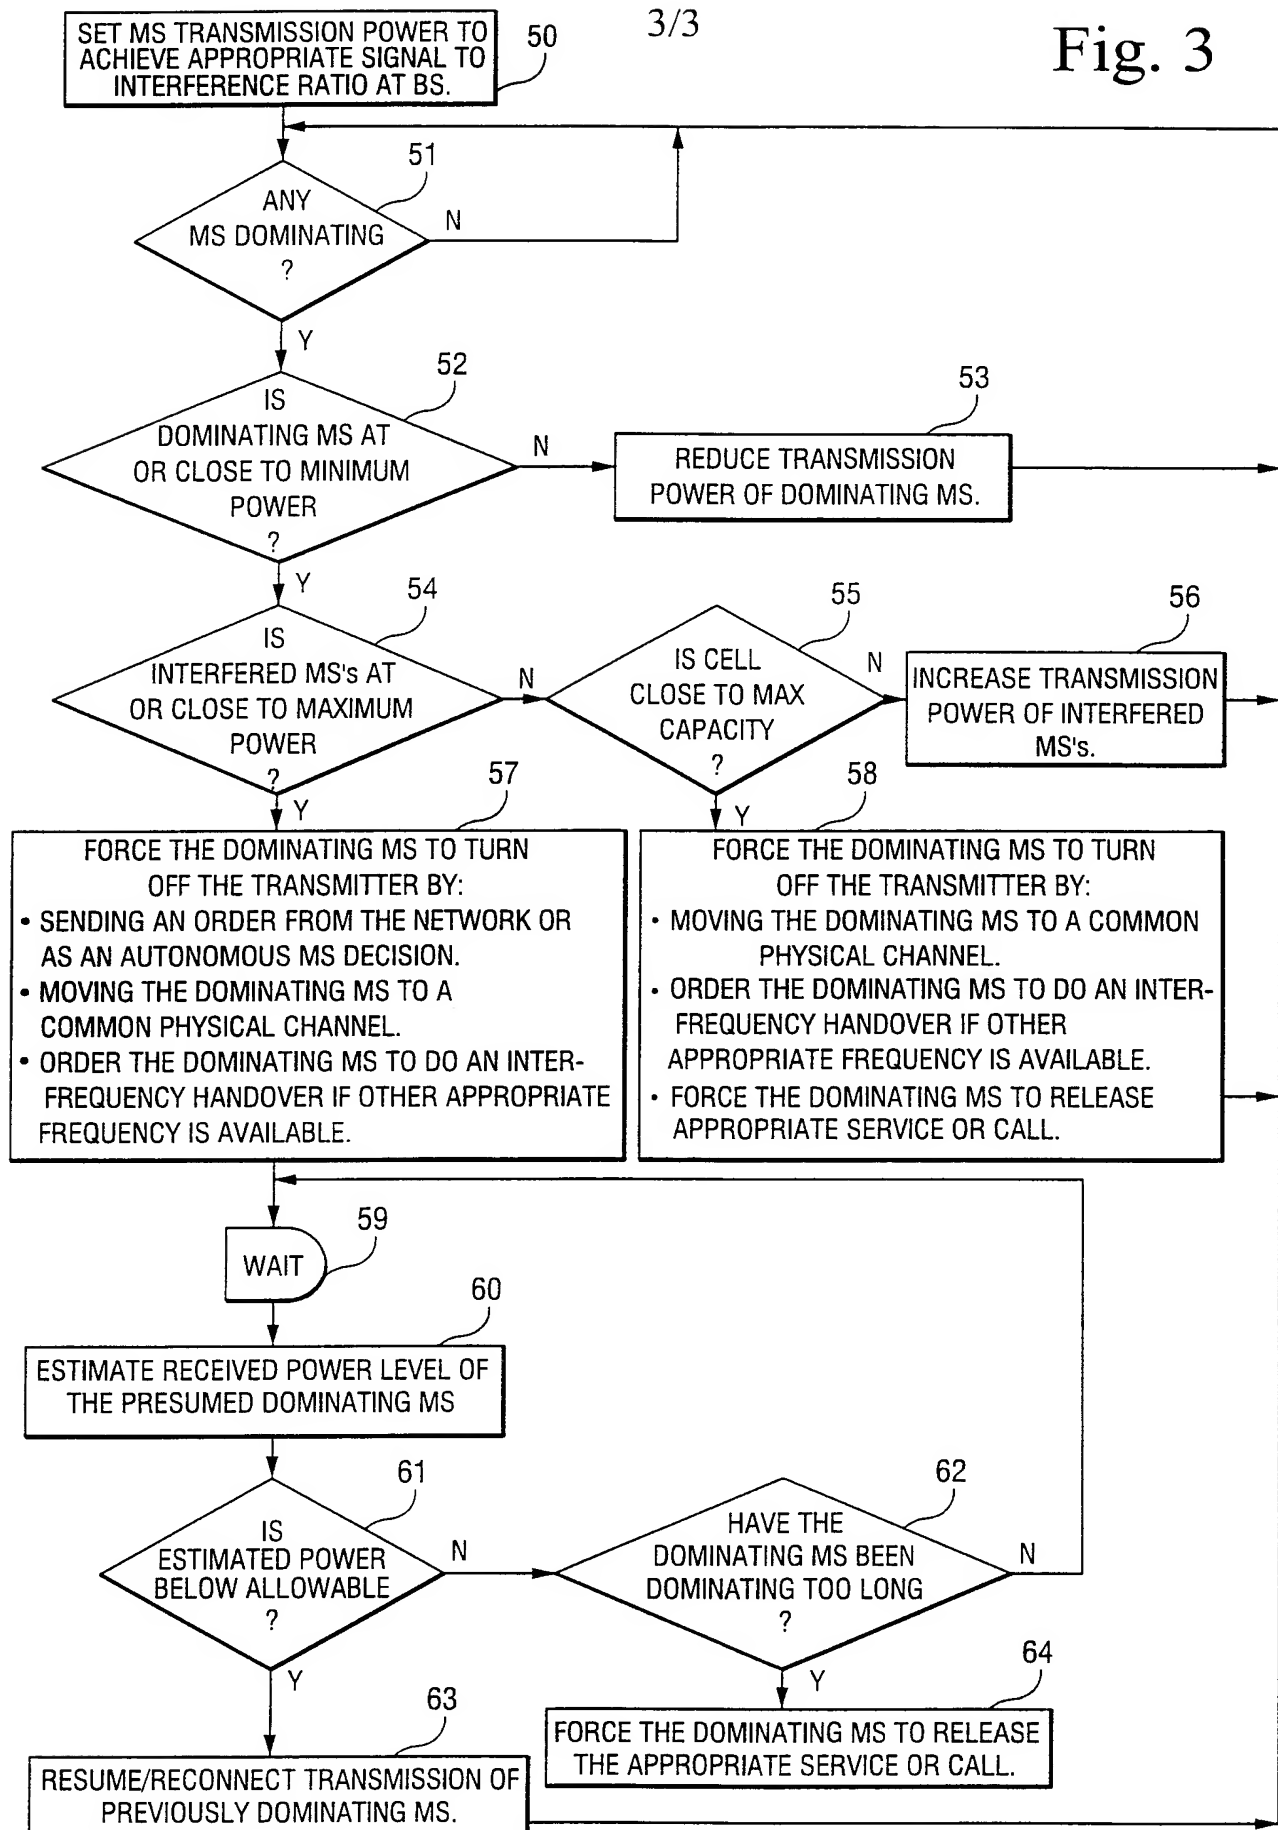 3/3
Fig. 3
SET MS TRANSMISSION POWER TO
ACHIEVE APPROPRIATE SIGNAL TO
INTERFERENCE RATIO AT BS.
50
51
ANY
MS DOMINATING
?
N
Y
52
IS
DOMINATING MS AT
OR CLOSE TO MINIMUM
POWER
?
N
53
REDUCE TRANSMISSION
POWER OF DOMINATING MS.
Y
54
IS
INTERFERED MS's AT
OR CLOSE TO MAXIMUM
POWER
?
N
55
IS CELL
CLOSE TO MAX
CAPACITY
?
N
56
INCREASE TRANSMISSION
POWER OF INTERFERED
MS's.
Y
57
FORCE THE DOMINATING MS TO TURN
OFF THE TRANSMITTER BY:
• SENDING AN ORDER FROM THE NETWORK OR
AS AN AUTONOMOUS MS DECISION.
• MOVING THE DOMINATING MS TO A
COMMON PHYSICAL CHANNEL.
• ORDER THE DOMINATING MS TO DO AN INTER-
FREQUENCY HANDOVER IF OTHER APPROPRIATE
FREQUENCY IS AVAILABLE.
Y
58
FORCE THE DOMINATING MS TO TURN
OFF THE TRANSMITTER BY:
• MOVING THE DOMINATING MS TO A COMMON
PHYSICAL CHANNEL.
• ORDER THE DOMINATING MS TO DO AN INTER-
FREQUENCY HANDOVER IF OTHER
APPROPRIATE FREQUENCY IS AVAILABLE.
• FORCE THE DOMINATING MS TO RELEASE
APPROPRIATE SERVICE OR CALL.
59
WAIT
60
ESTIMATE RECEIVED POWER LEVEL OF
THE PRESUMED DOMINATING MS
61
IS
ESTIMATED POWER
BELOW ALLOWABLE
?
N
62
HAVE THE
DOMINATING MS BEEN
DOMINATING TOO LONG
?
N
Y
63
RESUME/RECONNECT TRANSMISSION OF
PREVIOUSLY DOMINATING MS.
Y
64
FORCE THE DOMINATING MS TO RELEASE
THE APPROPRIATE SERVICE OR CALL.